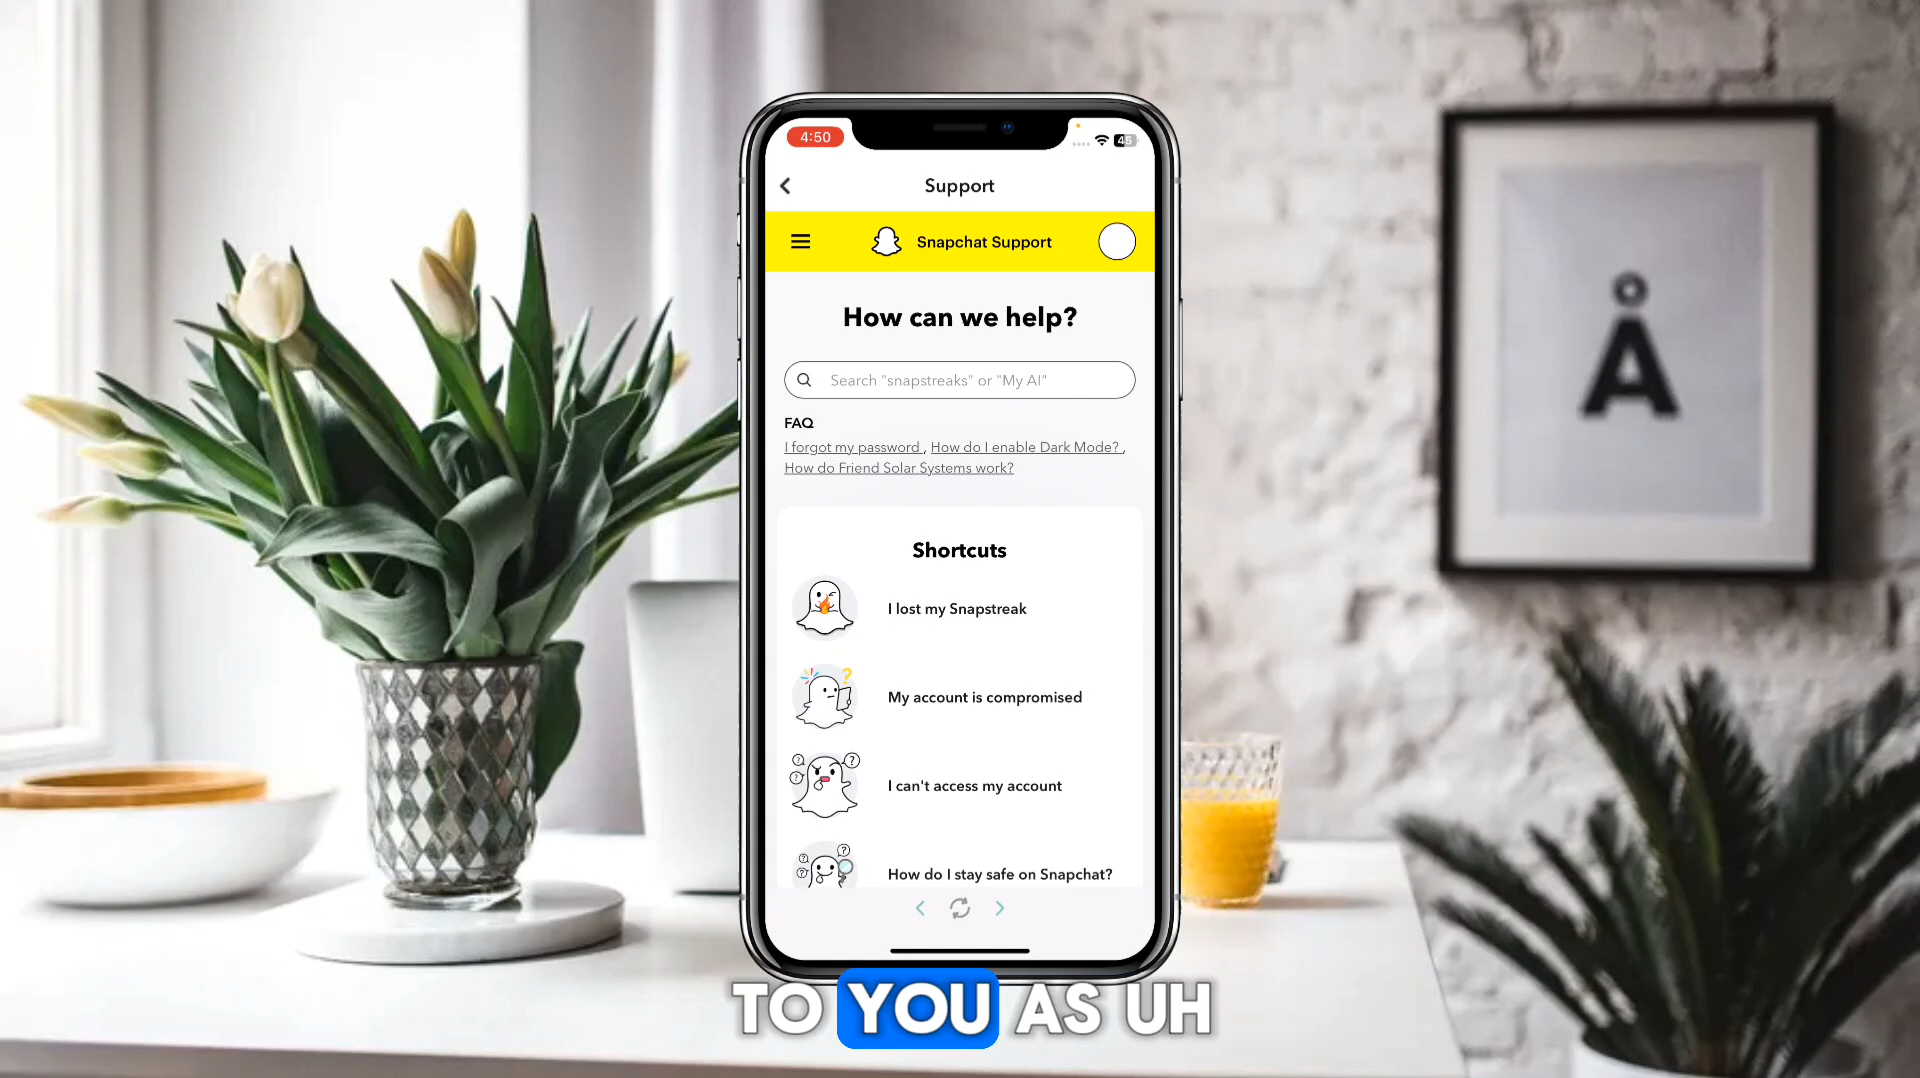 4:50
45
Support
Snapchat Support
How can we help?
Search "snapstreaks" or "My AI"
FAQ
I forgot my password , How do I enable Dark Mode? ,
How do Friend Solar Systems work?
Shortcuts
I lost my Snapstreak
My account is compromised
I can't access my account
How do I stay safe on Snapchat?
Å
TO YOU AS UH